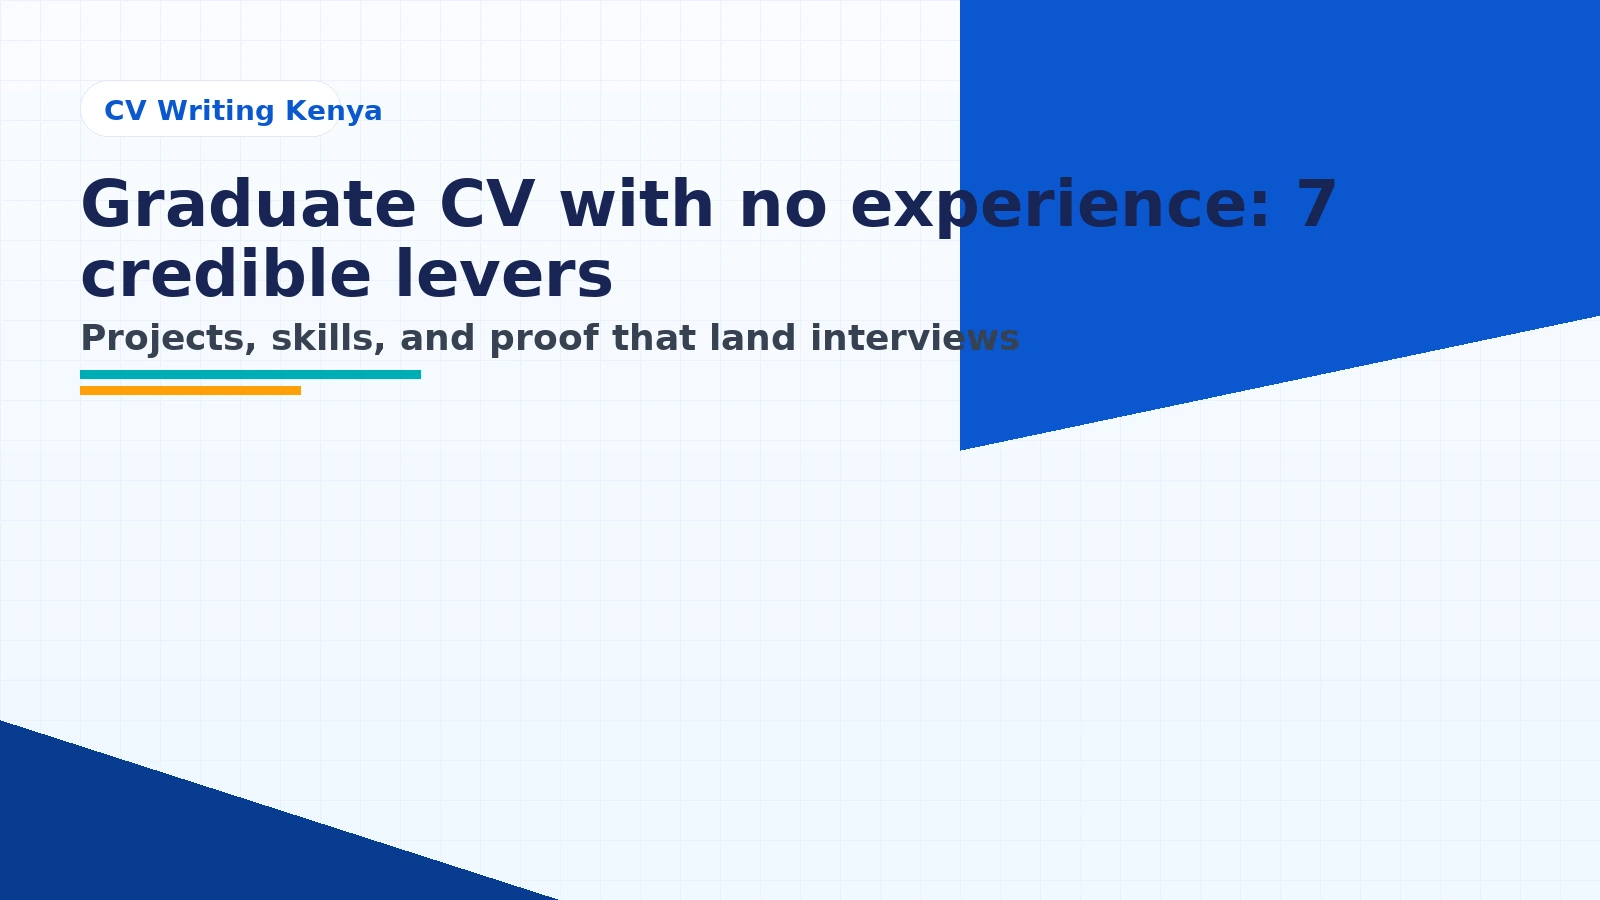 CV Writing Kenya
Graduate CV with no experience: 7
credible levers
Projects, skills, and proof that land interviews